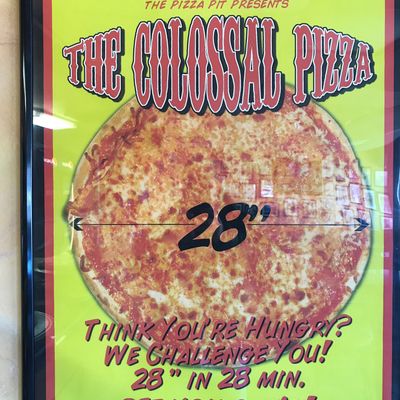 THE PIZZA PIT PRESENTS
THE COLOSSAL PIZZA
28"
THINK YOU'RE HUNGRY?
WE CHALLENGE YOU!
28" IN 28 MIN.